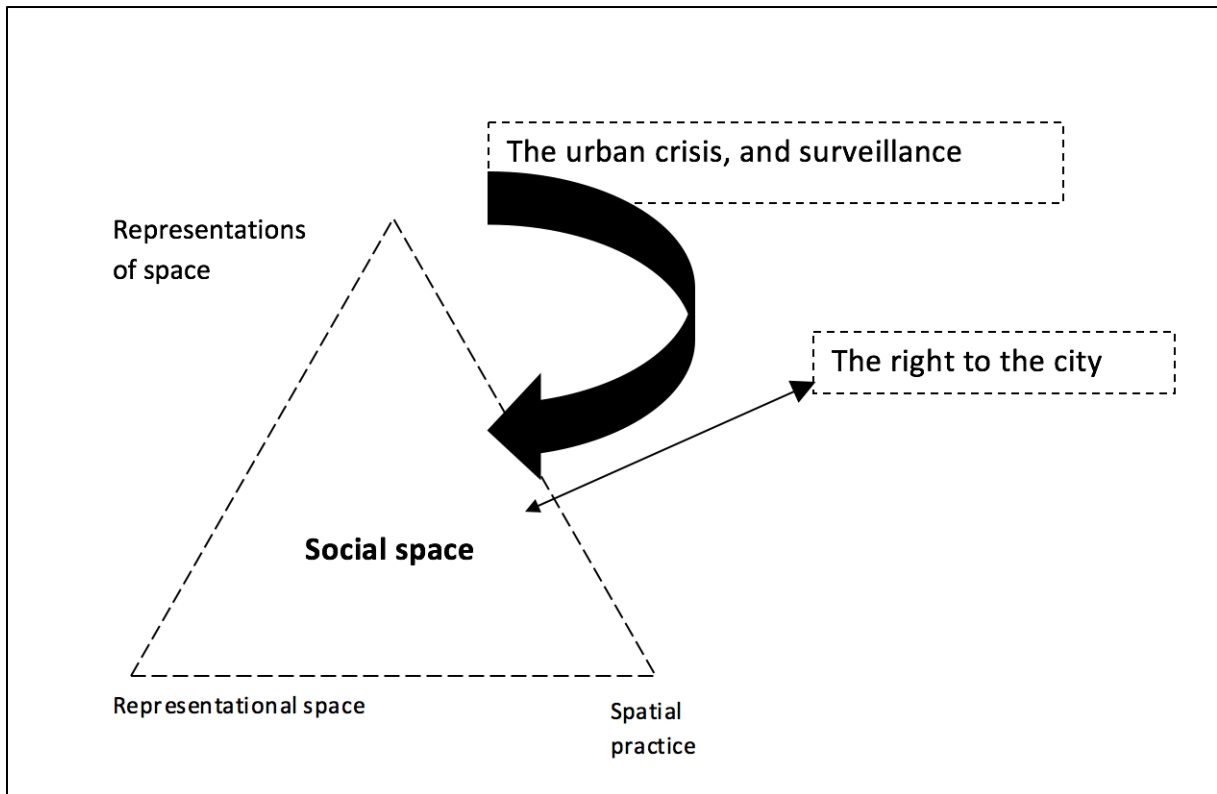 The urban crisis, and surveillance
Representations
of space
The right to the city
Social space
Representational space
Spatial
practice